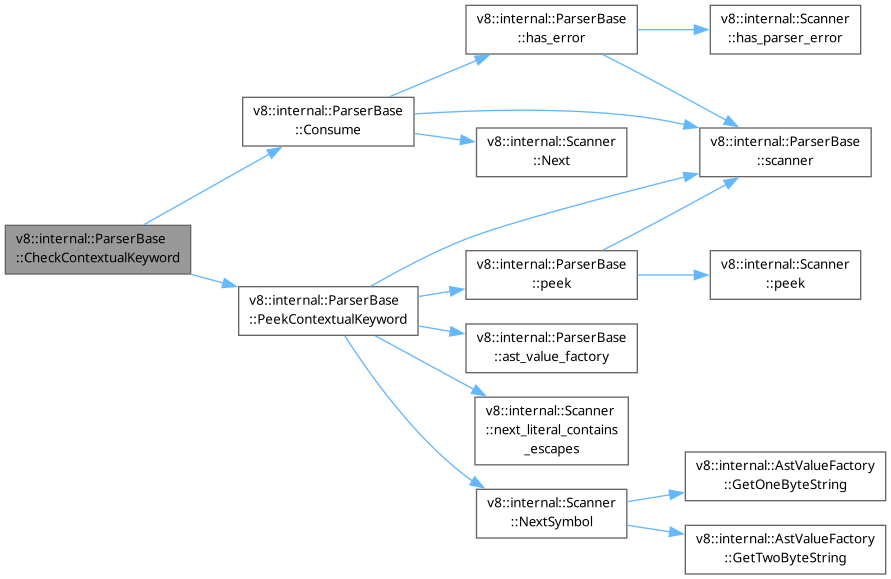 v8::internal::ParserBase
::has_error
v8::internal::Scanner
::has_parser_error
v8::internal::ParserBase
::Consume
v8::internal::Scanner
::Next
v8::internal::ParserBase
::scanner
v8::internal::ParserBase
::CheckContextualKeyword
v8::internal::ParserBase
::peek
v8::internal::Scanner
::peek
v8::internal::ParserBase
::PeekContextualKeyword
v8::internal::ParserBase
::ast_value_factory
v8::internal::Scanner
::next_literal_contains
_escapes
v8::internal::AstValueFactory
::GetOneByteString
v8::internal::Scanner
::NextSymbol
v8::internal::AstValueFactory
::GetTwoByteString